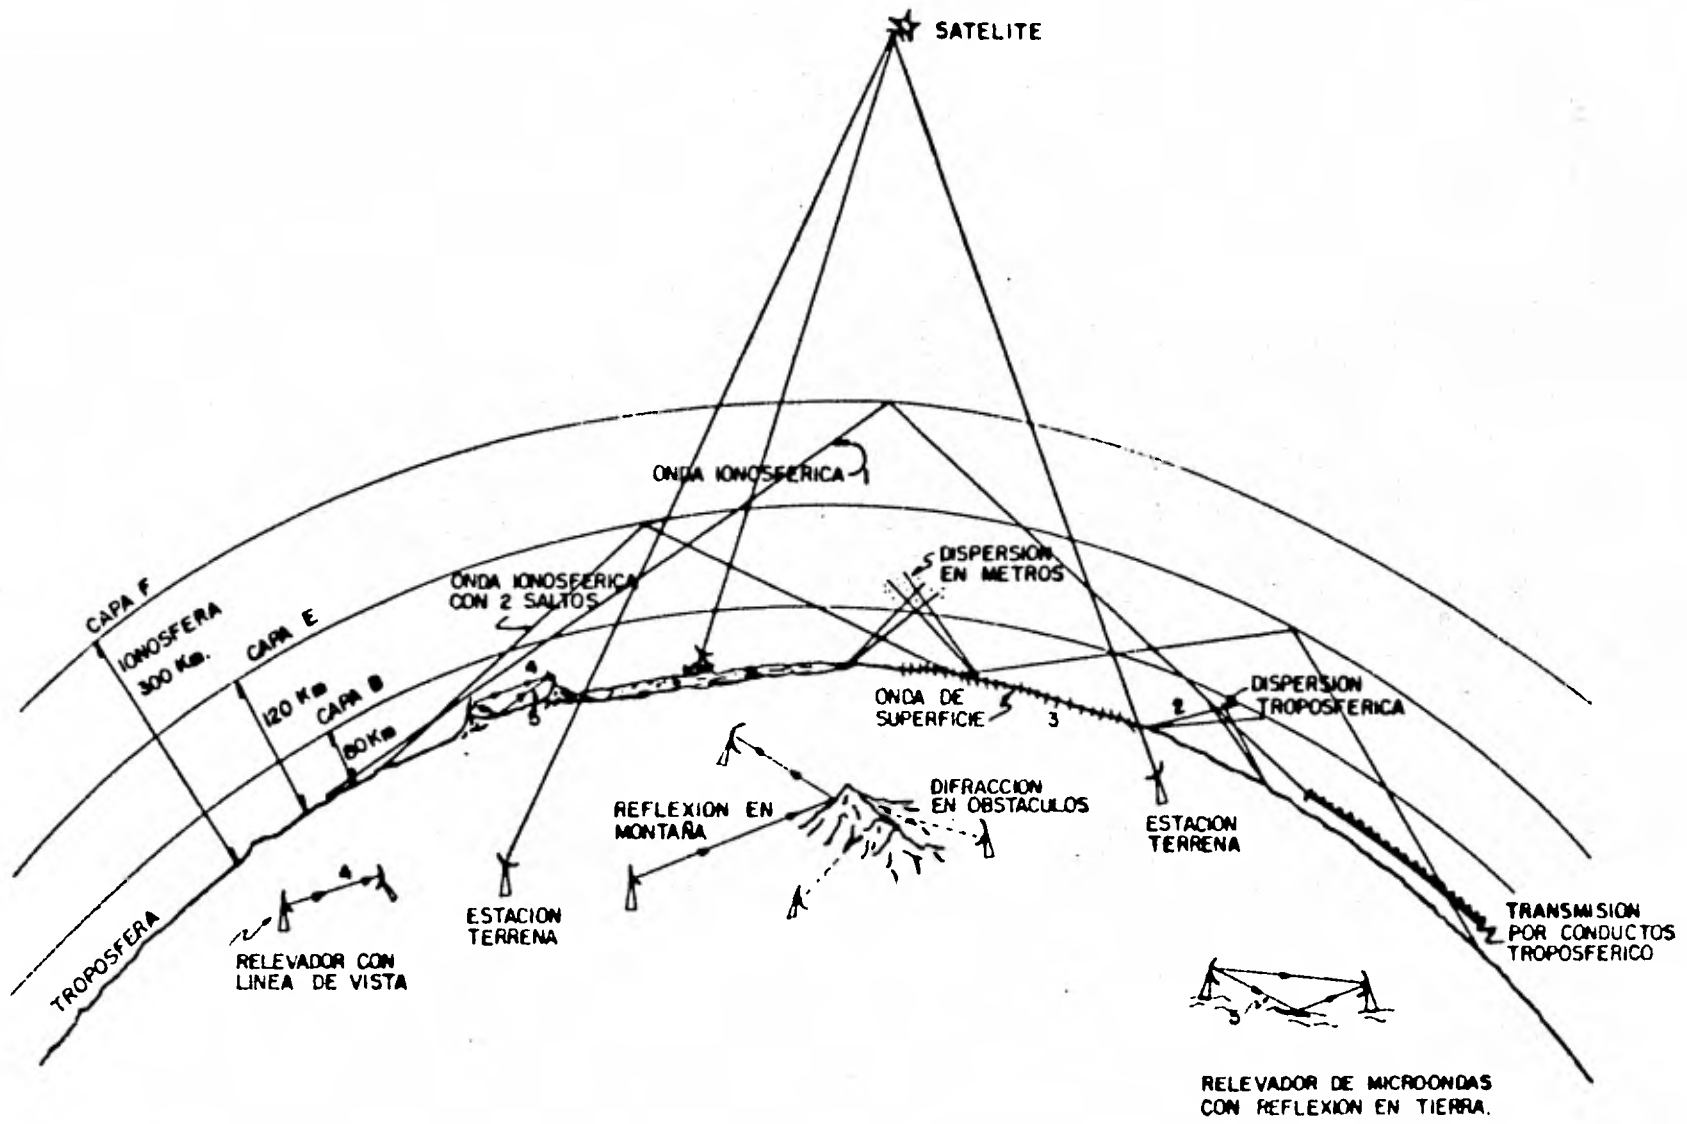 SATELITE
ONDA IONOSFERICA
DISPERSION
EN METROS
ONDA IONOSFERICA
CON 2 SALTOS
CAPA F
IONOSFERA
300 Km.
CAPA E
120 Km
CAPA D
80 Km
TROPOSFERA
4
5
ONDA DE
SUPERFICIE
3
2
DISPERSION
TROPOSFERICA
REFLEXION EN
MONTAÑA
DIFRACCION
EN OBSTACULOS
ESTACION
TERRENA
4
ESTACION
TERRENA
RELEVADOR CON
LINEA DE VISTA
TRANSMISION
POR CONDUCTOS
TROPOSFERICO
RELEVADOR DE MICROONDAS
CON REFLEXION EN TIERRA.